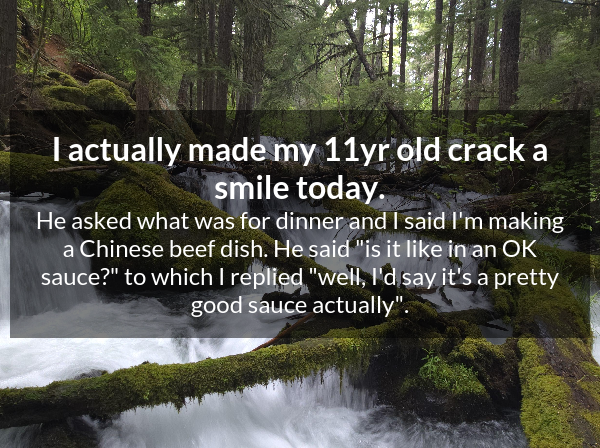 I actually made my 11yr old crack a
smile today.
He asked what was for dinner and I said I'm making
a Chinese beef dish. He said "is it like in an OK
sauce?" to which I replied "well, I'd say it's a pretty
good sauce actually".